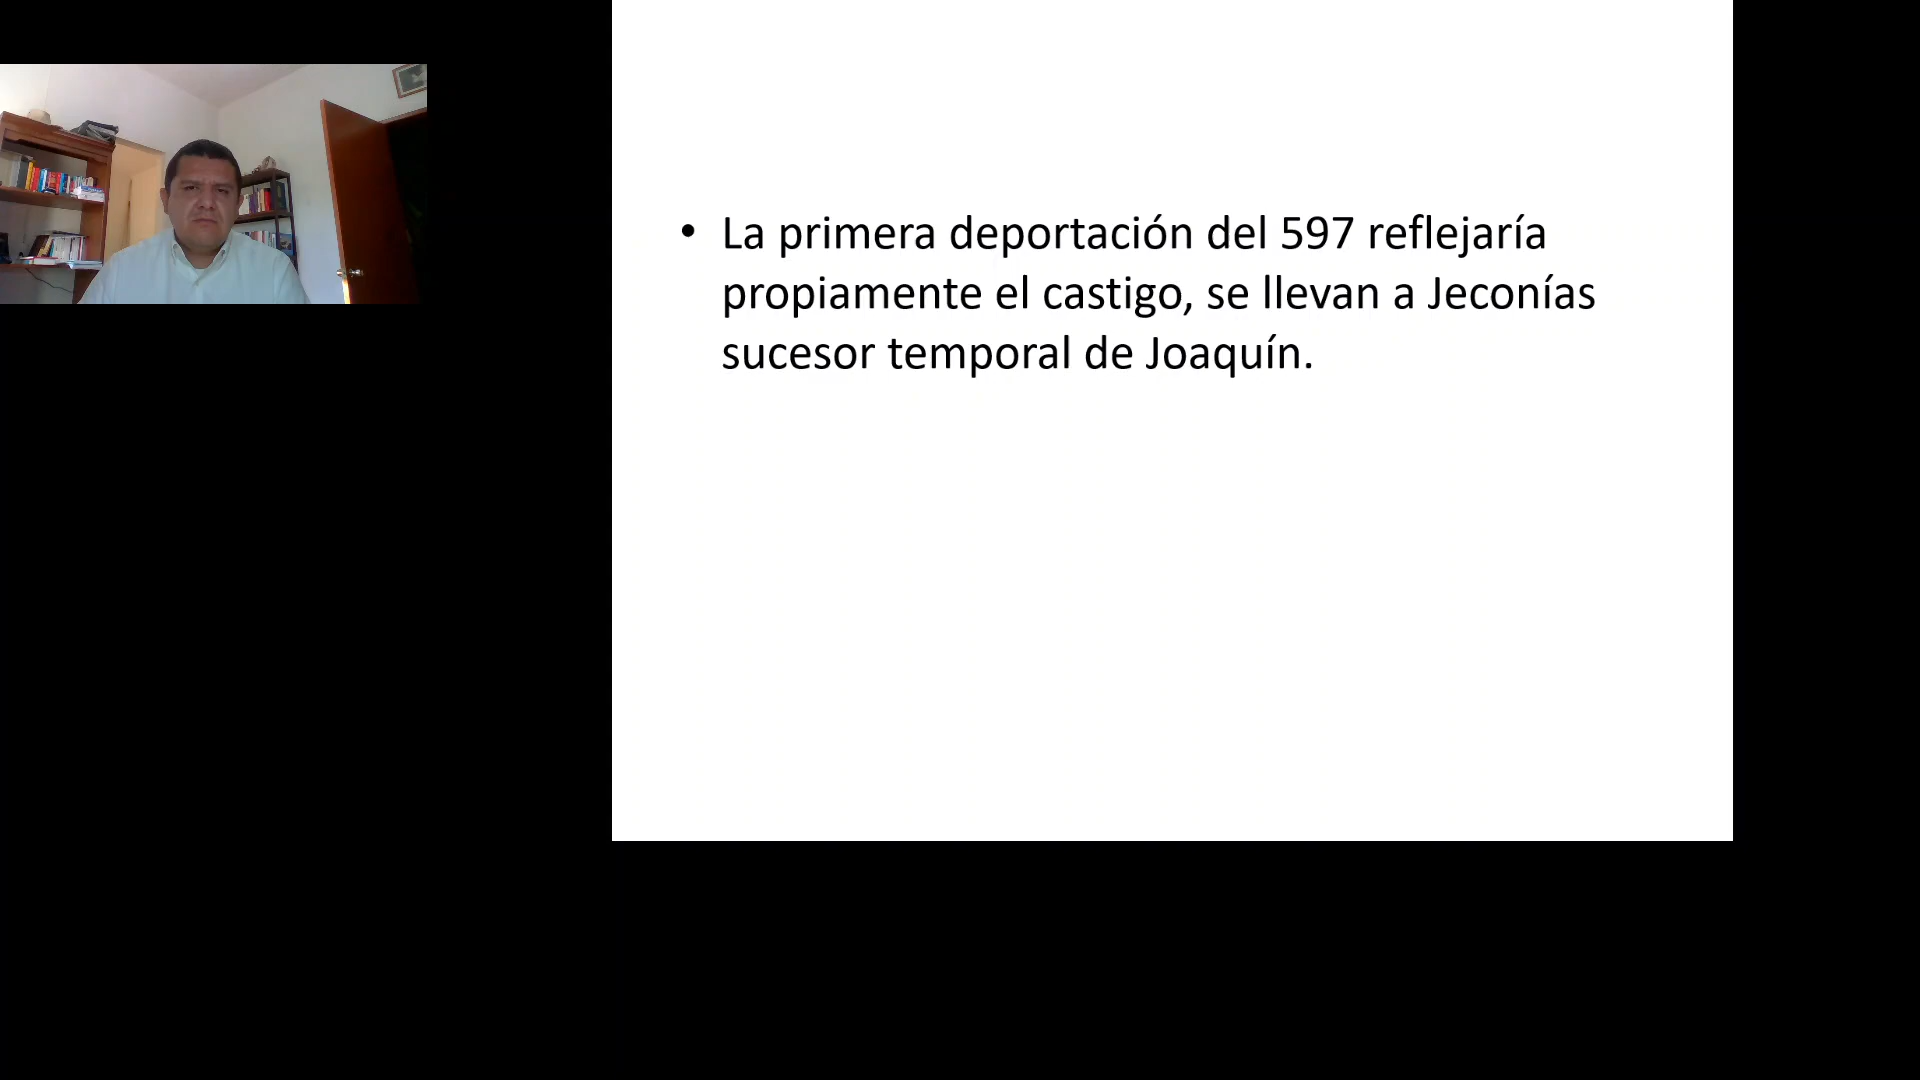 • La primera deportación del 597 reflejaría
propiamente el castigo, se llevan a Jeconías
sucesor temporal de Joaquín.